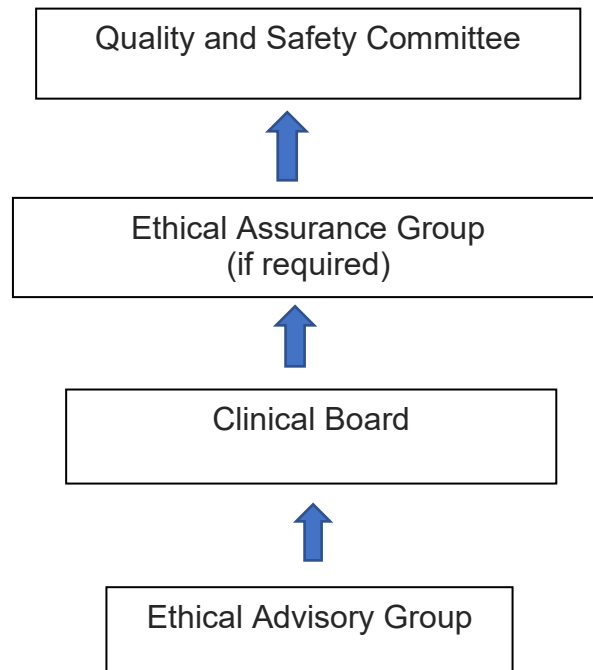 Quality and Safety Committee
Ethical Assurance Group
(if required)
Clinical Board
Ethical Advisory Group